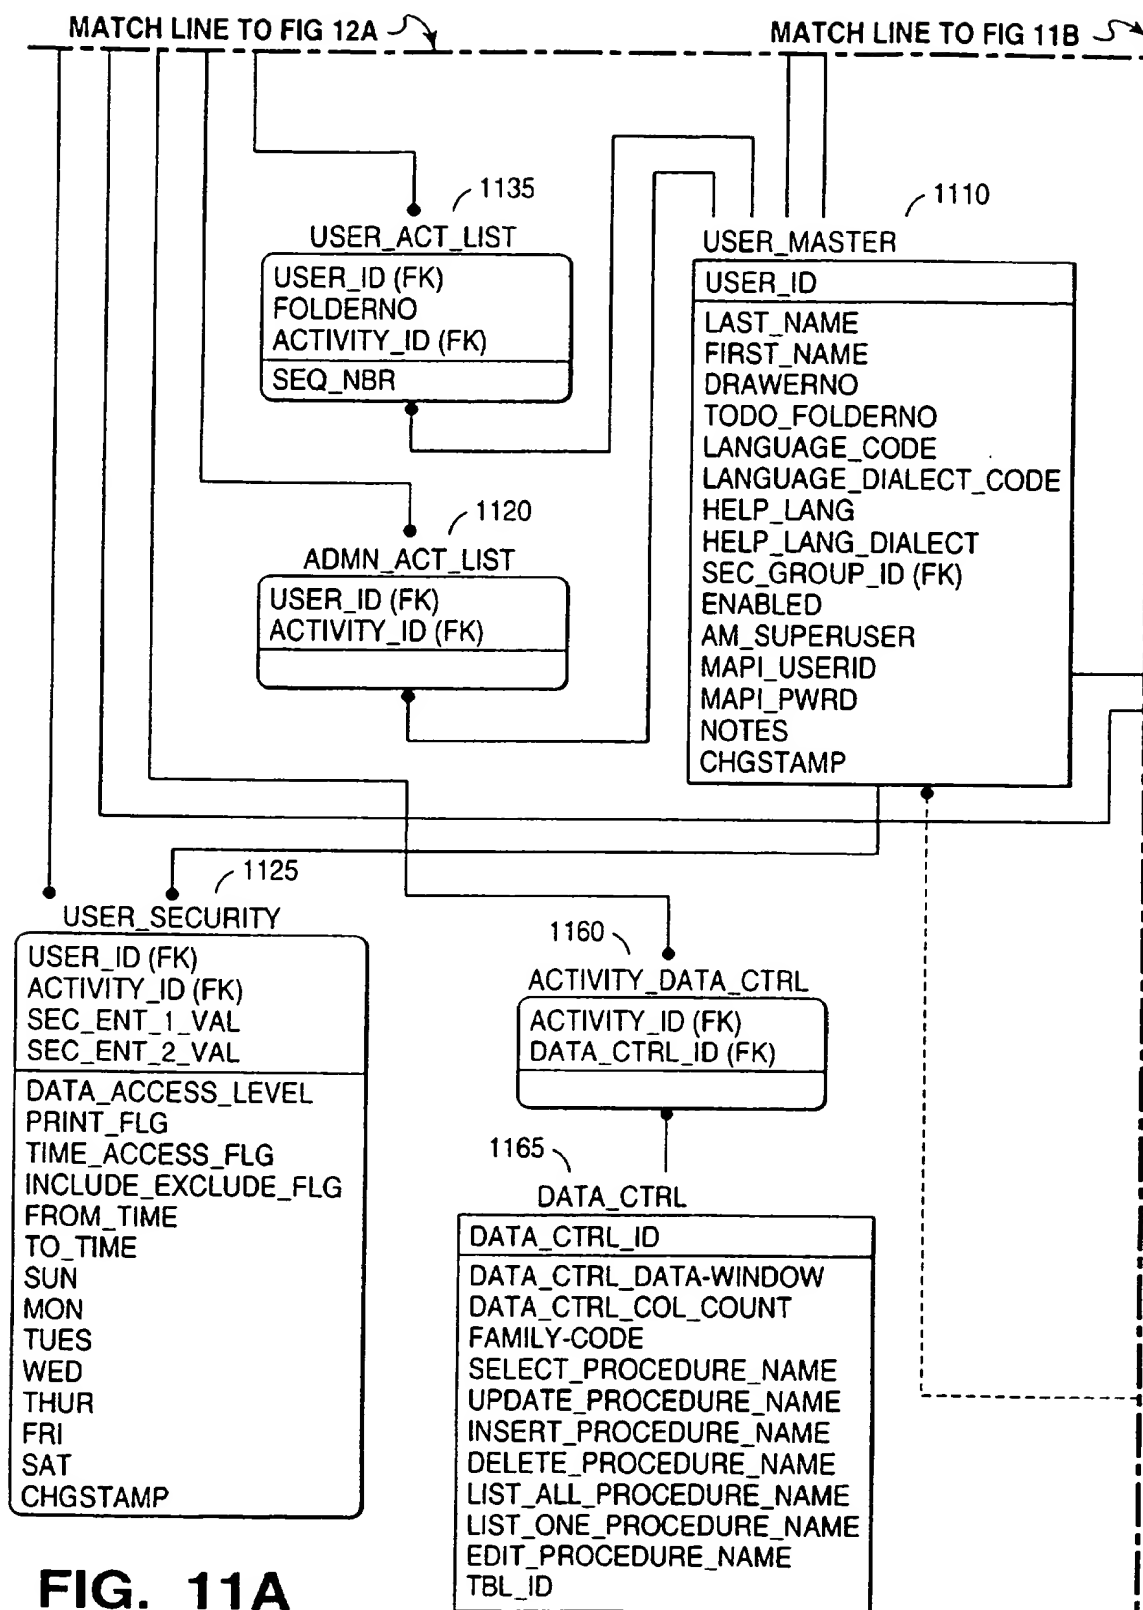 MATCH LINE TO FIG 12A
MATCH LINE TO FIG 11B
1135
USER_ACT_LIST
USER_ID (FK)
FOLDERNO
ACTIVITY_ID (FK)
SEQ_NBR
1110
USER_MASTER
USER_ID
LAST_NAME
FIRST_NAME
DRAWERNO
TODO_FOLDERNO
LANGUAGE_CODE
LANGUAGE_DIALECT_CODE
HELP_LANG
HELP_LANG_DIALECT
SEC_GROUP_ID (FK)
ENABLED
AM_SUPERUSER
MAPI_USERID
MAPI_PWRD
NOTES
CHGSTAMP
1120
ADMN_ACT_LIST
USER_ID (FK)
ACTIVITY_ID (FK)
1125
USER_SECURITY
USER_ID (FK)
ACTIVITY_ID (FK)
SEC_ENT_1_VAL
SEC_ENT_2_VAL
DATA_ACCESS_LEVEL
PRINT_FLG
TIME_ACCESS_FLG
INCLUDE_EXCLUDE_FLG
FROM_TIME
TO_TIME
SUN
MON
TUES
WED
THUR
FRI
SAT
CHGSTAMP
1160
ACTIVITY_DATA_CTRL
ACTIVITY_ID (FK)
DATA_CTRL_ID (FK)
1165
DATA_CTRL
DATA_CTRL_ID
DATA_CTRL_DATA-WINDOW
DATA_CTRL_COL_COUNT
FAMILY-CODE
SELECT_PROCEDURE_NAME
UPDATE_PROCEDURE_NAME
INSERT_PROCEDURE_NAME
DELETE_PROCEDURE_NAME
LIST_ALL_PROCEDURE_NAME
LIST_ONE_PROCEDURE_NAME
EDIT_PROCEDURE_NAME
TBL_ID
FIG. 11A